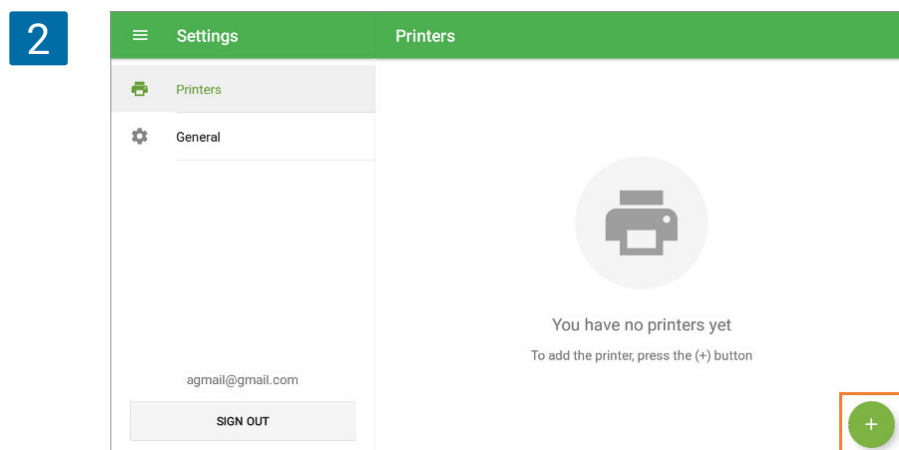 2
Settings
Printers
Printers
General
You have no printers yet
To add the printer, press the (+) button
agmail@gmail.com
SIGN OUT
+